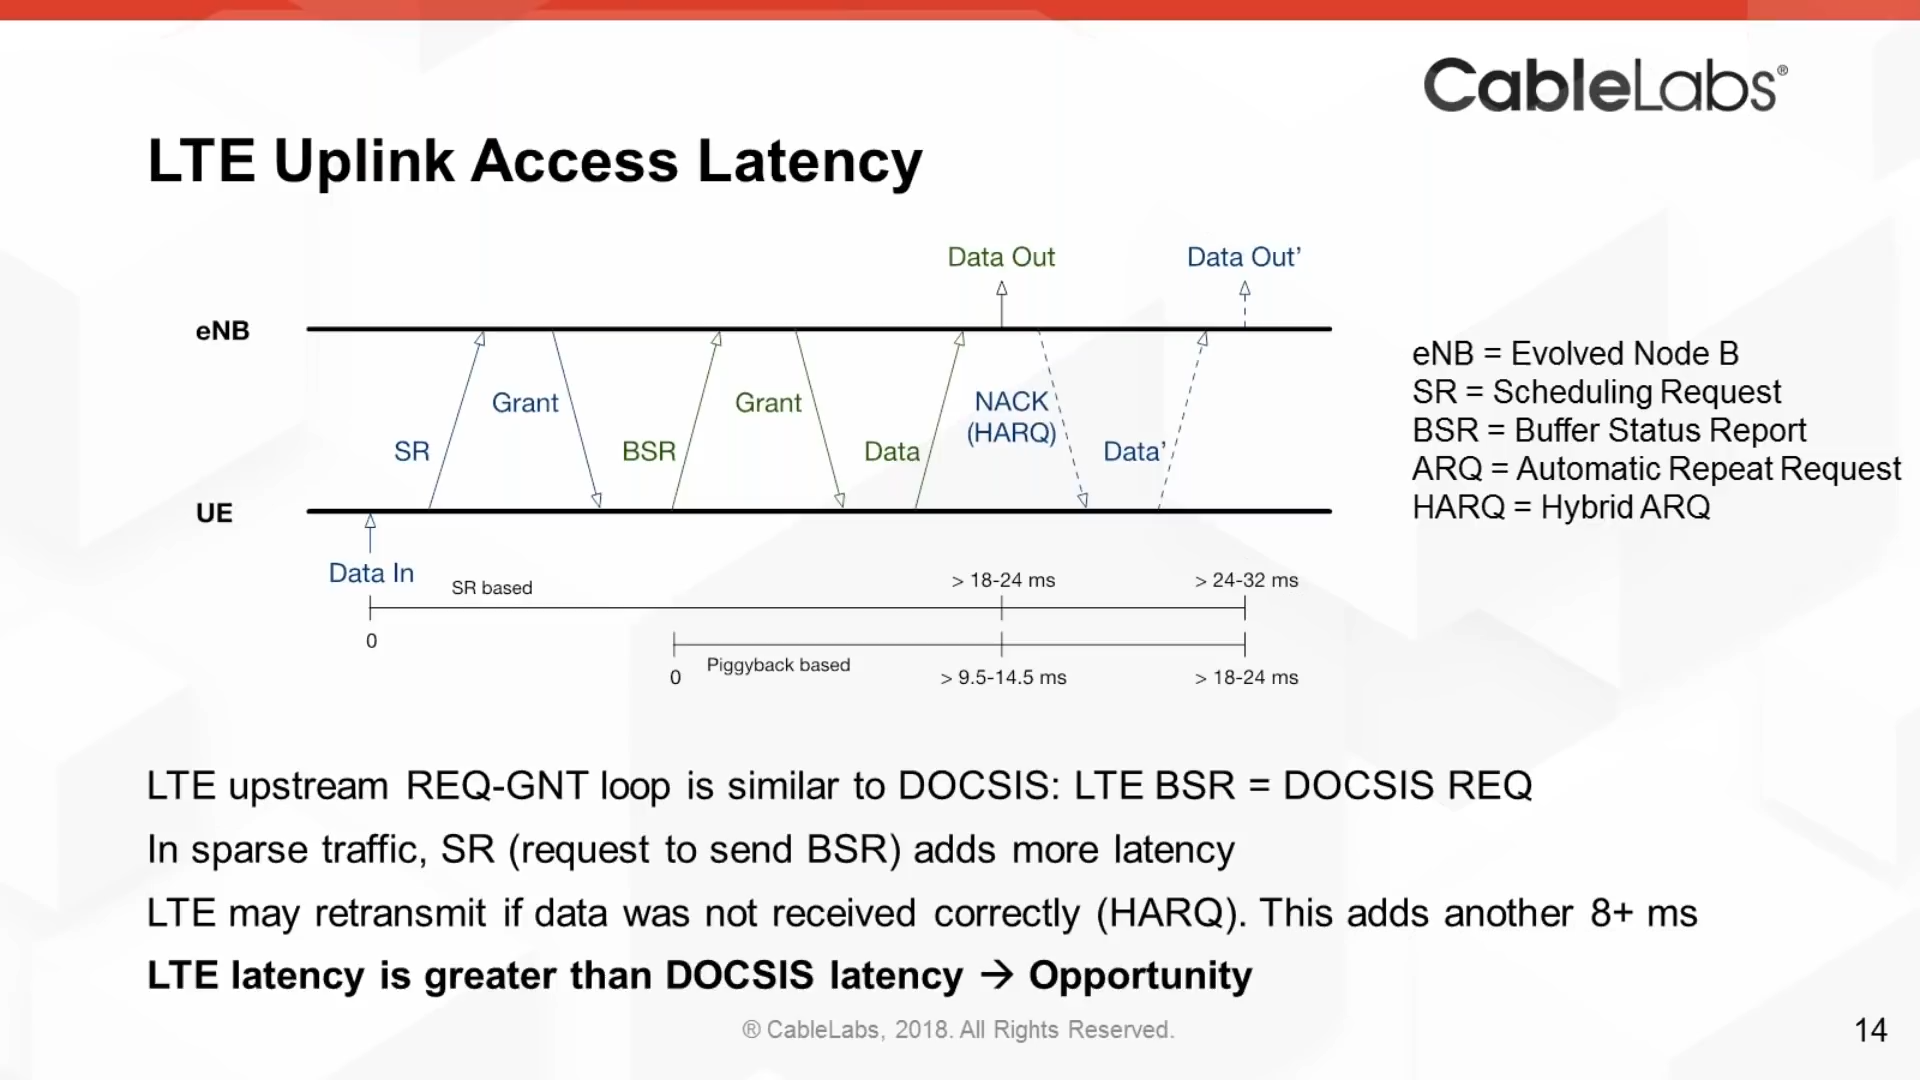 CableLabs®
LTE Uplink Access Latency
Data Out
Data Out’
eNB
Grant
Grant
NACK
(HARQ)
SR
BSR
Data
Data’
UE
eNB = Evolved Node B
SR = Scheduling Request
BSR = Buffer Status Report
ARQ = Automatic Repeat Request
HARQ = Hybrid ARQ
Data In
SR based
> 18-24 ms
> 24-32 ms
0
0
Piggyback based
> 9.5-14.5 ms
> 18-24 ms
LTE upstream REQ-GNT loop is similar to DOCSIS: LTE BSR = DOCSIS REQ
In sparse traffic, SR (request to send BSR) adds more latency
LTE may retransmit if data was not received correctly (HARQ). This adds another 8+ ms
LTE latency is greater than DOCSIS latency → Opportunity
® CableLabs, 2018. All Rights Reserved.
14